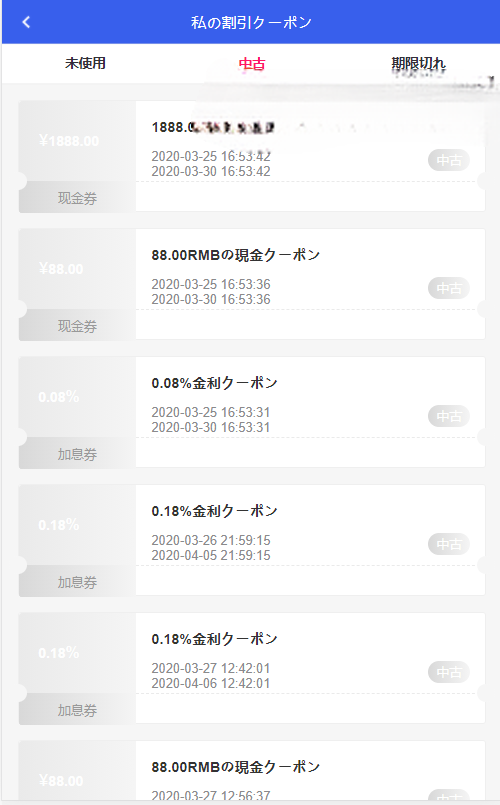 私の割引クーポン
未使用
中古
期限切れ
¥1888.00
1888.0
2020-03-25 16:53:42
2020-03-30 16:53:42
中古
现金券
¥88.00
88.00RMBの現金クーポン
2020-03-25 16:53:36
2020-03-30 16:53:36
中古
现金券
0.08%
0.08%金利クーポン
2020-03-25 16:53:31
2020-03-30 16:53:31
中古
加息券
0.18%
0.18%金利クーポン
2020-03-26 21:59:15
2020-04-05 21:59:15
中古
加息券
0.18%
0.18%金利クーポン
2020-03-27 12:42:01
2020-04-06 12:42:01
中古
加息券
¥88.00
88.00RMBの現金クーポン
2020-03-27 12:56:37
中古